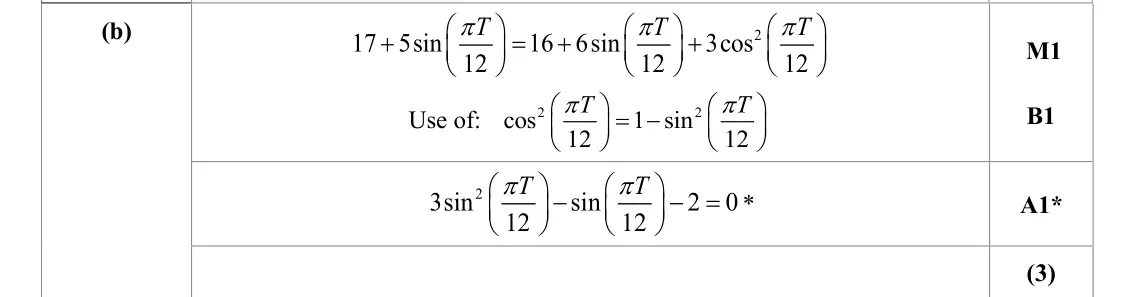 (b)
17 + 5sin(πT/12) = 16 + 6sin(πT/12) + 3cos²(πT/12)
M1
Use of: cos²(πT/12) = 1 − sin²(πT/12)
B1
3sin²(πT/12) − sin(πT/12) − 2 = 0 *
A1*
(3)